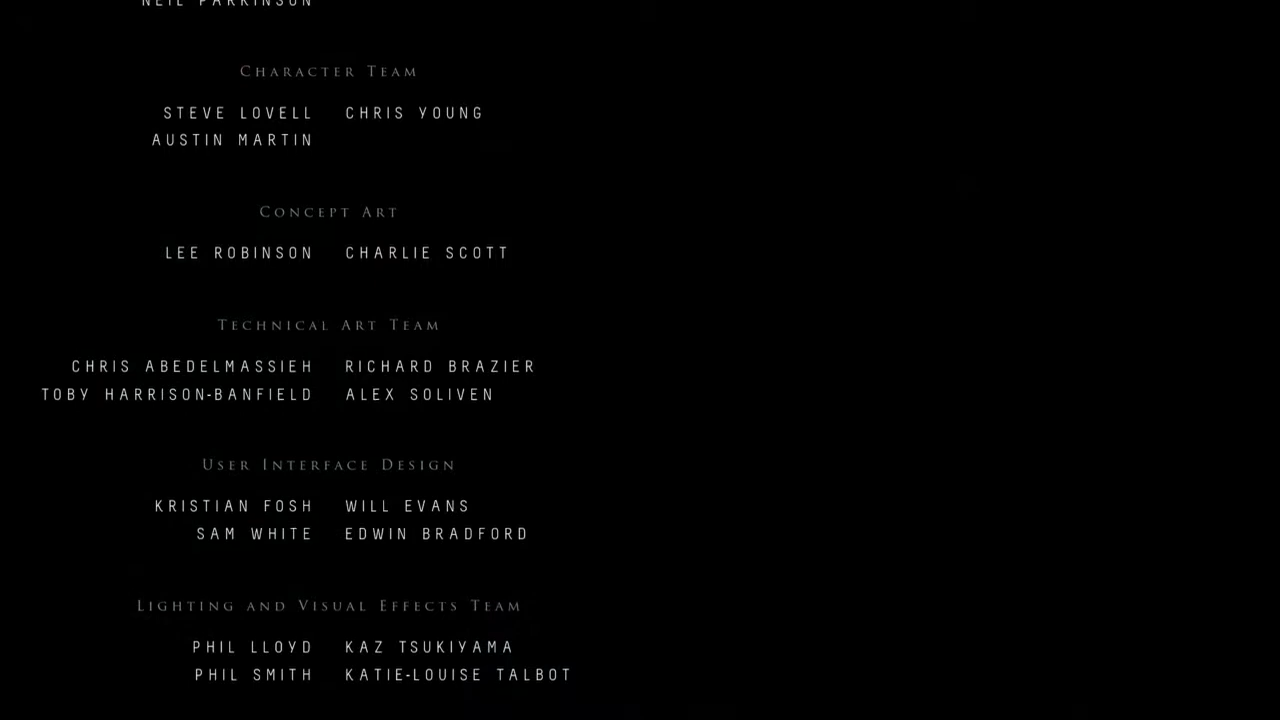 NEIL PARKINSON
CHARACTER TEAM
STEVE LOVELL CHRIS YOUNG
AUSTIN MARTIN
CONCEPT ART
LEE ROBINSON CHARLIE SCOTT
TECHNICAL ART TEAM
CHRIS ABEDELMASSIEH RICHARD BRAZIER
TOBY HARRISON-BANFIELD ALEX SOLIVEN
USER INTERFACE DESIGN
KRISTIAN FOSH WILL EVANS
SAM WHITE EDWIN BRADFORD
LIGHTING AND VISUAL EFFECTS TEAM
PHIL LLOYD KAZ TSUKIYAMA
PHIL SMITH KATIE-LOUISE TALBOT